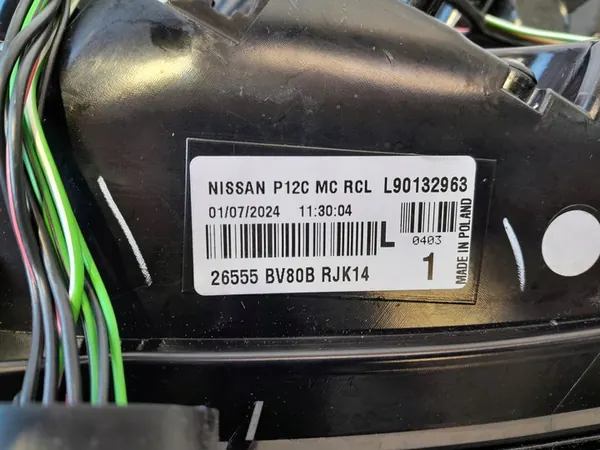 NISSAN P12C MC RCL L90132963
01/07/2024 11:30:04
L
0403
26555 BV80B RJK14
1
MADE IN POLAND